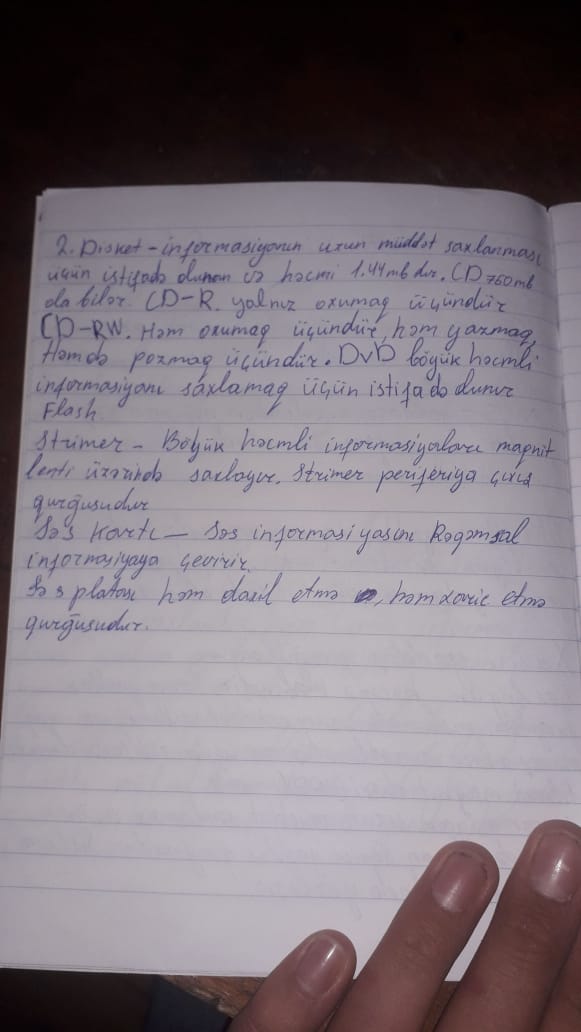 2. Disket - informasiyanın uzun müddət saxlanması
üçün istifadə olunan və həcmi 1.44mb dır. CD 760mb
ola bilər. CD-R. yalnız oxumaq üçündür
CD-RW. Həm oxumaq üçündür, həm yazmaq,
Həmdə pozmaq üçündür. DvD böyük həcmli
informasiyanı saxlamaq üçün istifadə olunur
Flash
Strimer - Böyük həcmli informasiyaları maqnit
lenti üzərində saxlayır. Strimer periferiya çıxış
qurğusudur
Səs Kartı - Səs informasiyasını Rəqəmsal
informasiyaya çevirir.
Səs platası həm daxil etmə, həm xaric etmə
qurğusudur.